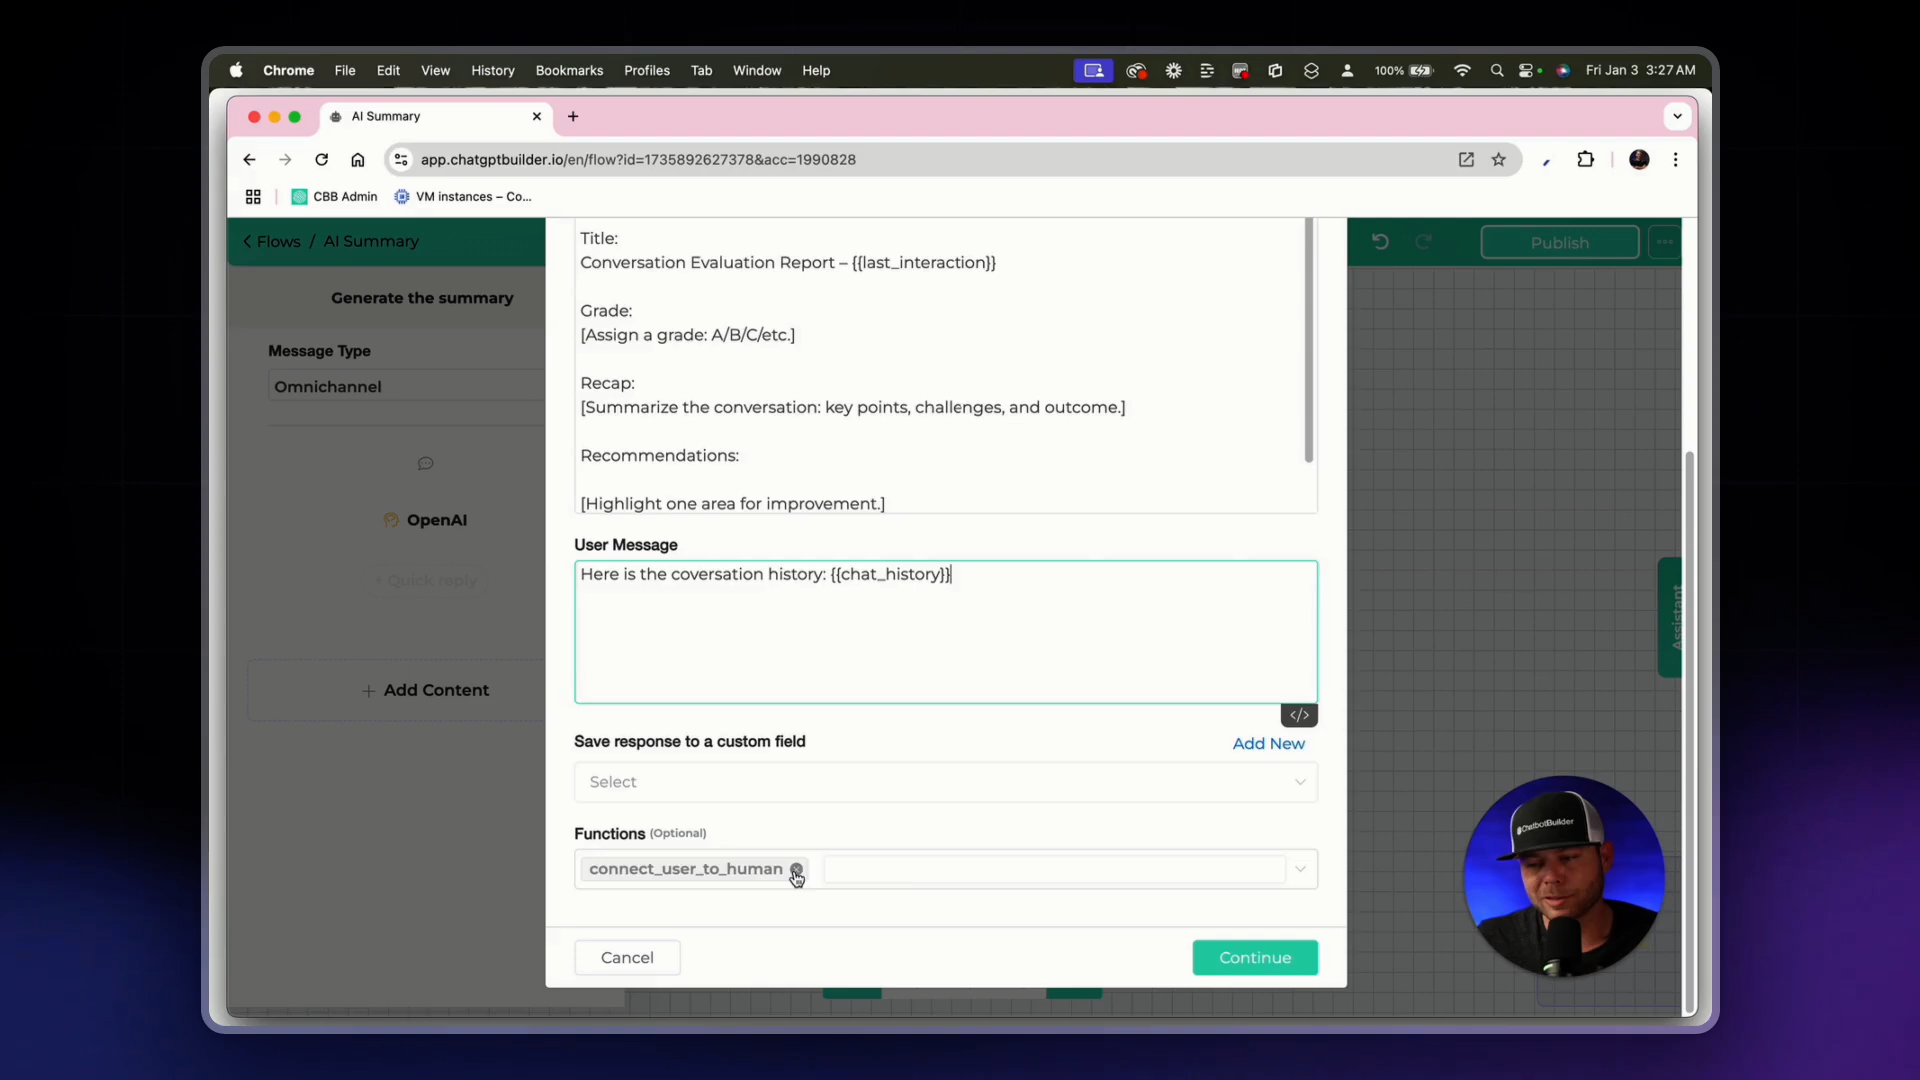 Chrome File Edit View History Bookmarks Profiles Tab Window Help 100% Fri Jan 3 3:27 AM
AI Summary
app.chatgptbuilder.io/en/flow?id=1735892627378&acc=1990828
CBB Admin VM instances – Co...
Flows / AI Summary
Publish
Generate the summary
Message Type
Omnichannel
OpenAI
+ Quick reply
+ Add Content
Title:
Conversation Evaluation Report – {{last_interaction}}
Grade:
[Assign a grade: A/B/C/etc.]
Recap:
[Summarize the conversation: key points, challenges, and outcome.]
Recommendations:
[Highlight one area for improvement.]
User Message
Here is the coversation history: {{chat_history}}
</>
Save response to a custom field
Add New
Select
Functions (Optional)
connect_user_to_human
Cancel
Continue
Assistant
#ChatbotBuilder